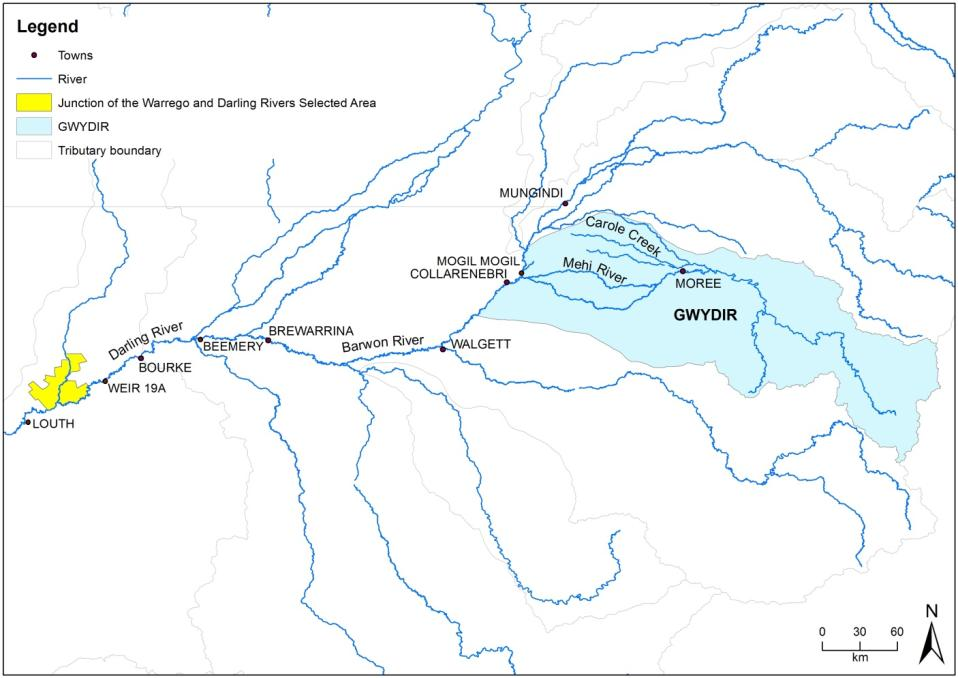 Legend
Towns
River
Junction of the Warrego and Darling Rivers Selected Area
GWYDIR
Tributary boundary
MUNGINDI
Carole Creek
MOGIL MOGIL
COLLARENEBRI
Mehi River
MOREE
GWYDIR
Darling River
BREWARRINA
BEEMERY
Barwon River
WALGETT
BOURKE
WEIR 19A
LOUTH
N
0 30 60
km